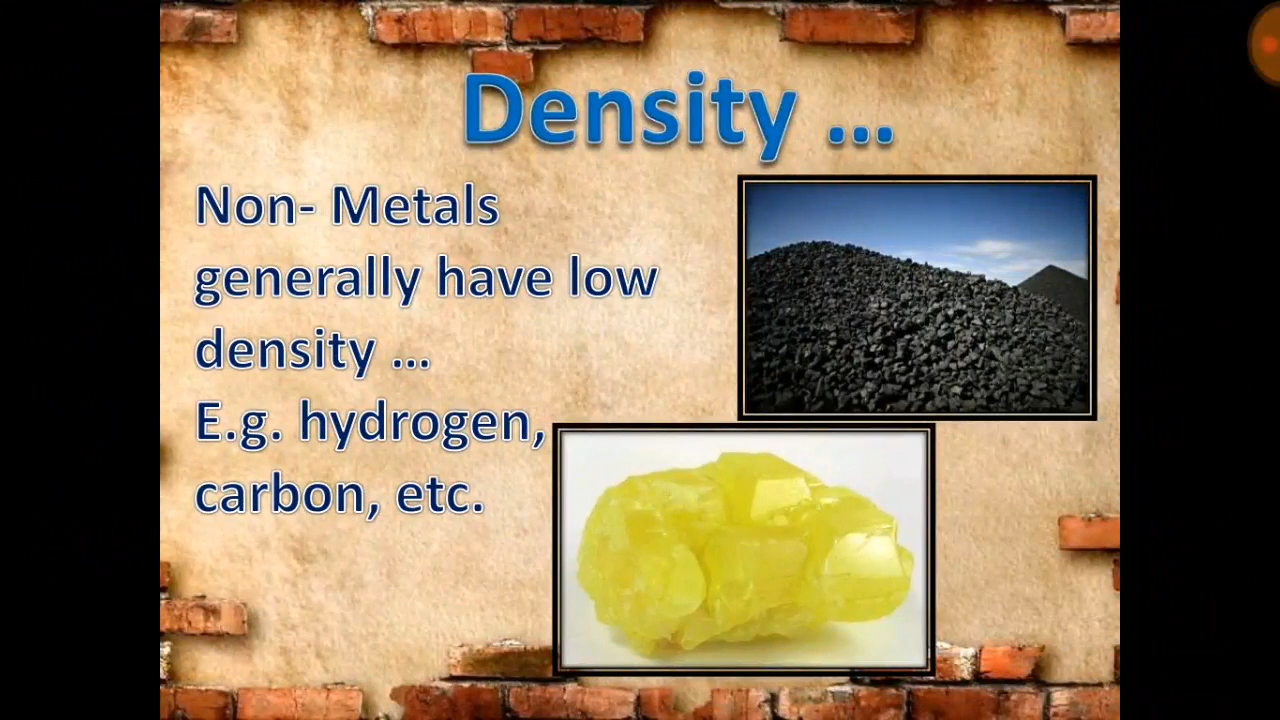 Density ...
Non- Metals
generally have low
density ...
E.g. hydrogen,
carbon, etc.